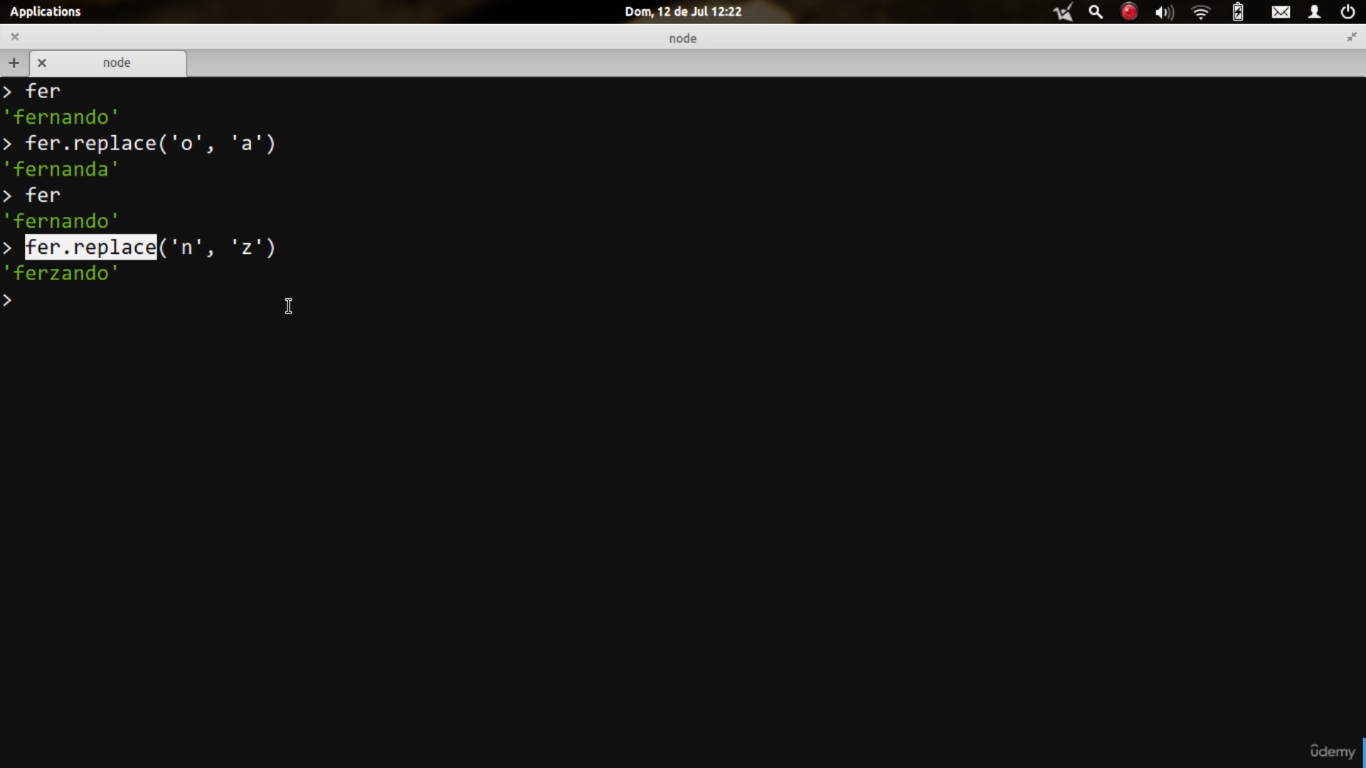 Applications
Dom, 12 de Jul 12:22
node
node
> fer
'fernando'
> fer.replace('o', 'a')
'fernanda'
> fer
'fernando'
> fer.replace('n', 'z')
'ferzando'
>
ûdemy